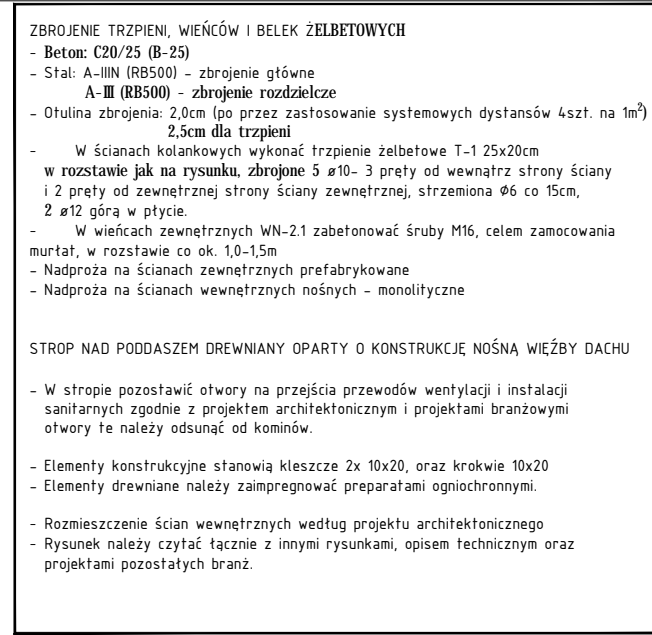 ZBROJENIE TRZPIENI, WIEŃCÓW I BELEK ŻELBETOWYCH
- Beton: C20/25 (B-25)
- Stal: A-IIIN (RB500) - zbrojenie główne
A-III (RB500) - zbrojenie rozdzielcze
- Otulina zbrojenia: 2,0cm (po przez zastosowanie systemowych dystansów 4szt. na 1m²)
2,5cm dla trzpieni
- W ścianach kolankowych wykonać trzpienie żelbetowe T-1 25x20cm
w rozstawie jak na rysunku, zbrojone 5 ø10- 3 pręty od wewnątrz strony ściany
i 2 pręty od zewnętrznej strony ściany zewnętrznej, strzemiona Φ6 co 15cm,
2 ø12 górą w płycie.
- W wieńcach zewnętrznych WN-2.1 zabetonować śruby M16, celem zamocowania
murłat, w rozstawie co ok. 1,0-1,5m
- Nadproża na ścianach zewnętrznych prefabrykowane
- Nadproża na ścianach wewnętrznych nośnych - monolityczne
STROP NAD PODDASZEM DREWNIANY OPARTY O KONSTRUKCJĘ NOŚNĄ WIĘŹBY DACHU
- W stropie pozostawić otwory na przejścia przewodów wentylacji i instalacji
sanitarnych zgodnie z projektem architektonicznym i projektami branżowymi
otwory te należy odsunąć od kominów.
- Elementy konstrukcyjne stanowią kleszcze 2x 10x20, oraz krokwie 10x20
- Elementy drewniane należy zaimpregnować preparatami ogniochronnymi.
- Rozmieszczenie ścian wewnętrznych według projektu architektonicznego
- Rysunek należy czytać łącznie z innymi rysunkami, opisem technicznym oraz
projektami pozostałych branż.